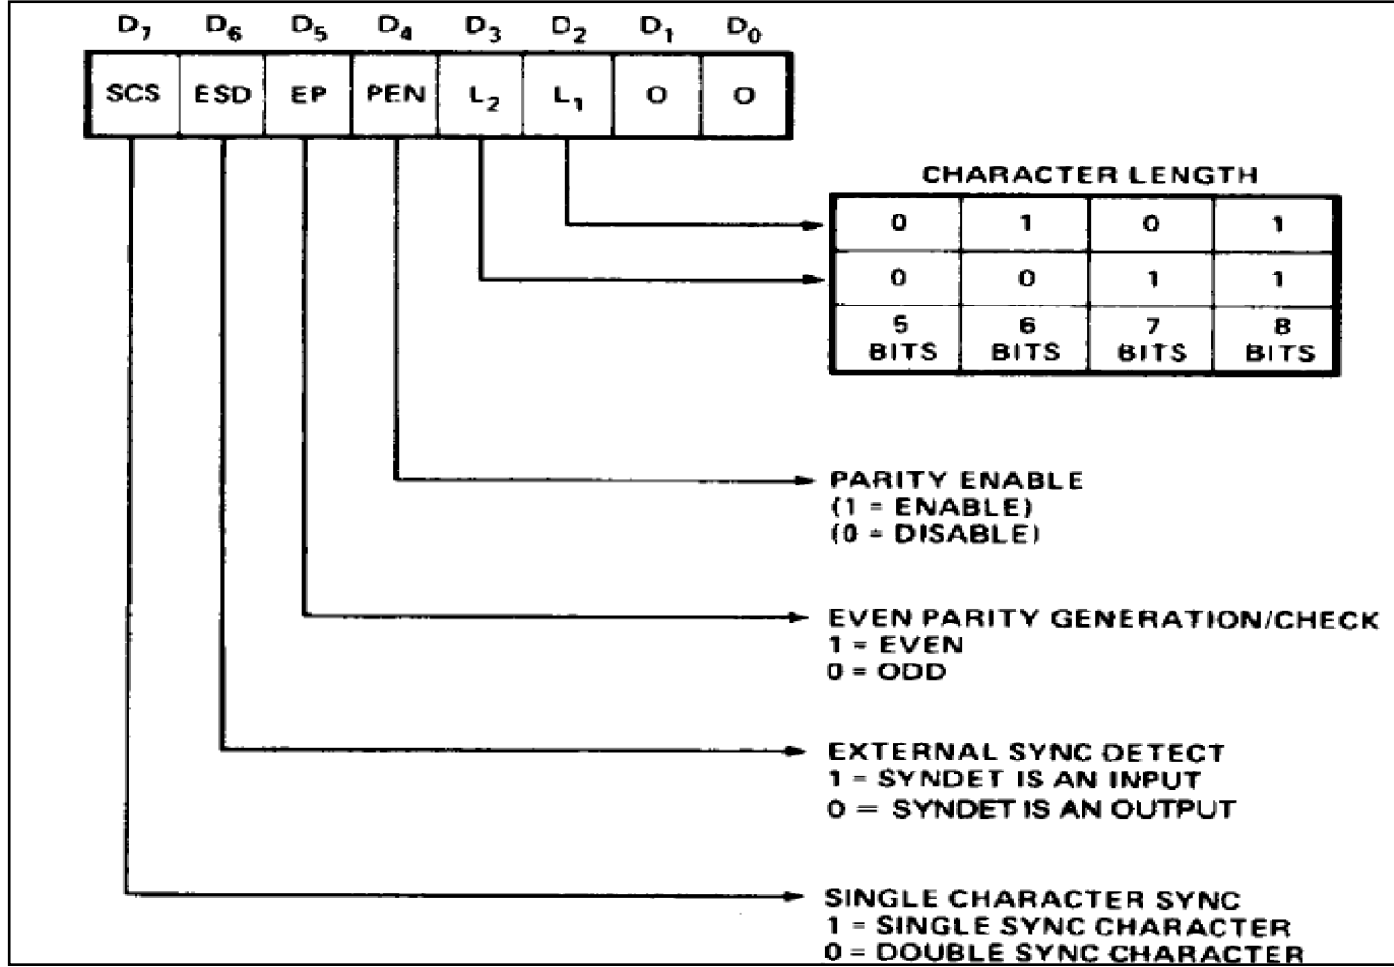 D7 D6 D5 D4 D3 D2 D1 D0
SCS ESD EP PEN L2 L1 0 0
CHARACTER LENGTH
0 1 0 1
0 0 1 1
5 BITS 6 BITS 7 BITS 8 BITS
PARITY ENABLE
(1 = ENABLE)
(0 = DISABLE)
EVEN PARITY GENERATION/CHECK
1 = EVEN
0 = ODD
EXTERNAL SYNC DETECT
1 = SYNDET IS AN INPUT
0 = SYNDET IS AN OUTPUT
SINGLE CHARACTER SYNC
1 = SINGLE SYNC CHARACTER
0 = DOUBLE SYNC CHARACTER